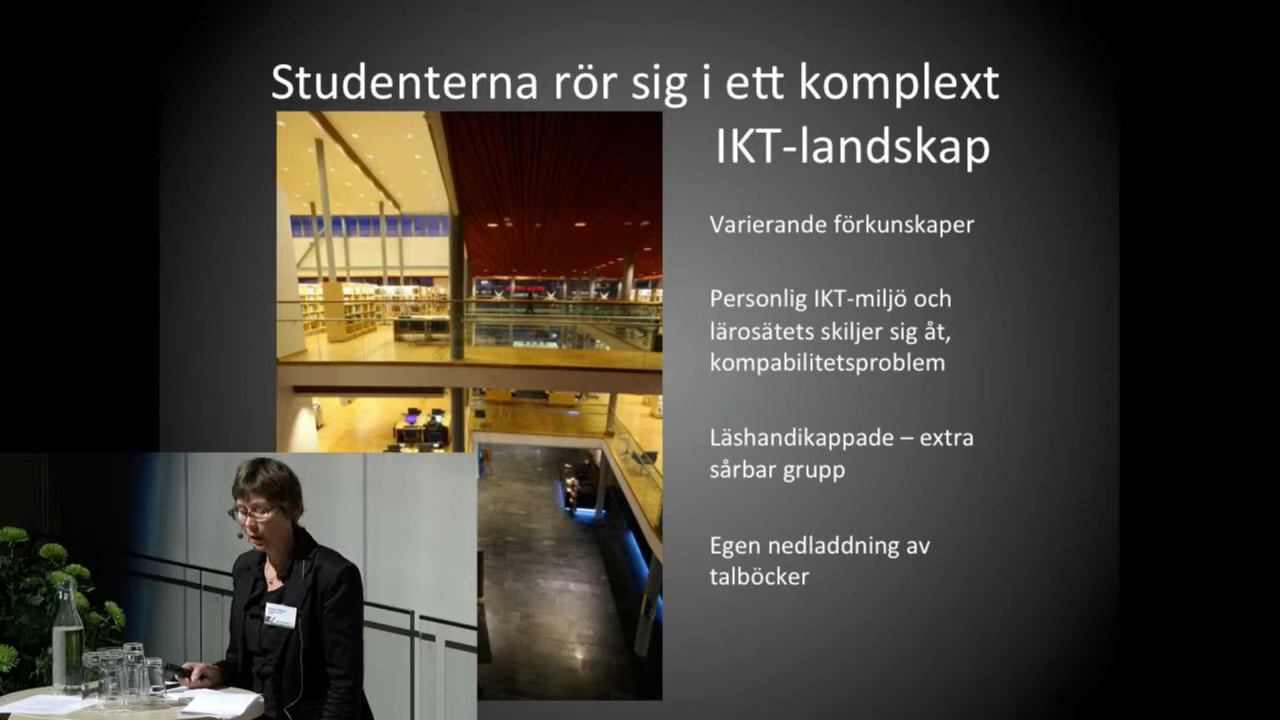 Studenterna rör sig i ett komplext
IKT-landskap
Varierande förkunskaper
Personlig IKT-miljö och
lärosätets skiljer sig åt,
kompabilitetsproblem
Läshandikappade – extra
sårbar grupp
Egen nedladdning av
talböcker